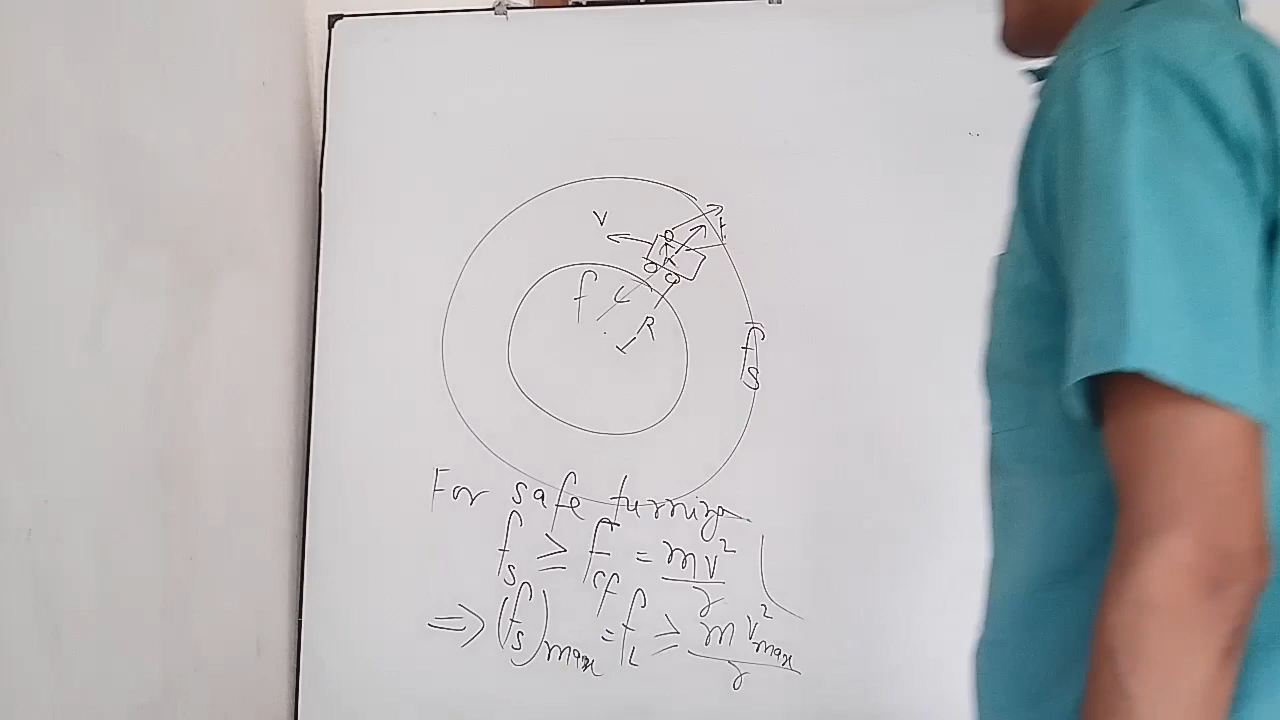 V
f
R
fs
For safe turning
fs ≥ Fcf = mv²/r
=> (fs)max = fL ≥ mv²max/r